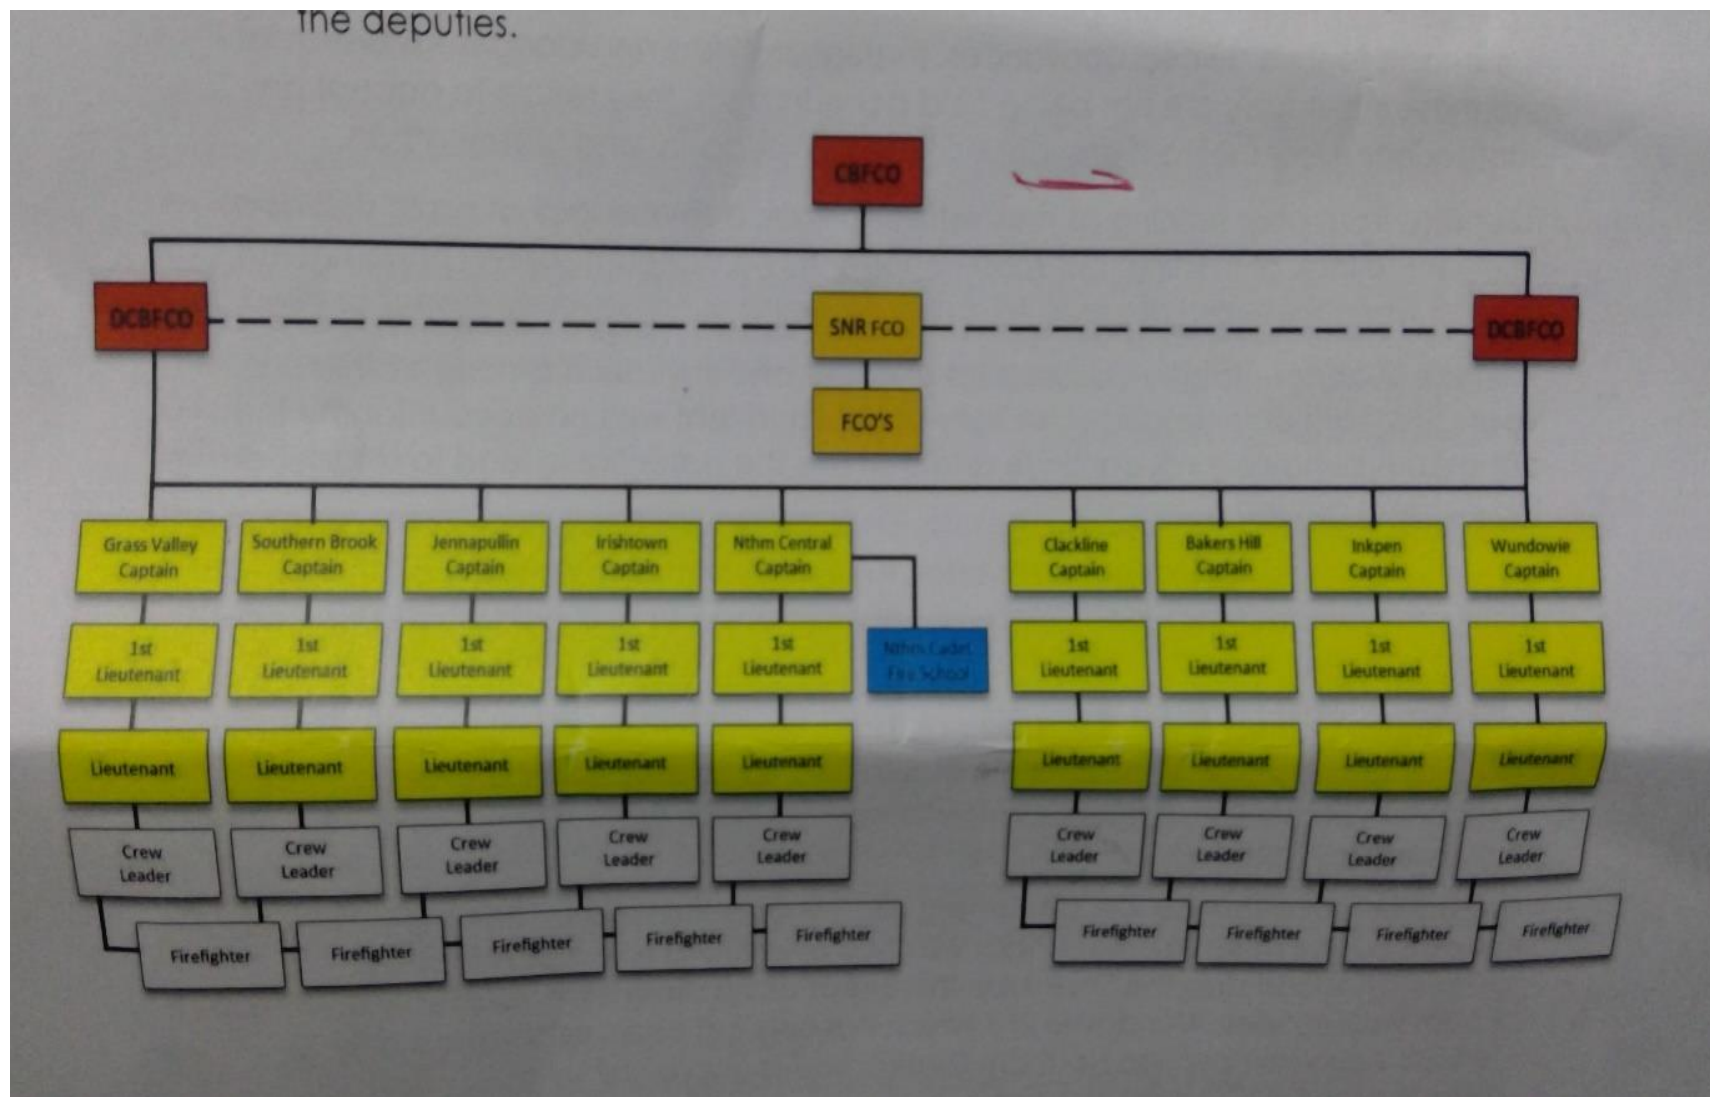 the deputies.
CBFCO
DCBFCO
SNR FCO
DCBFCO
FCO'S
Grass Valley
Captain
Southern Brook
Captain
Jennapullin
Captain
Irishtown
Captain
Nthm Central
Captain
Clackline
Captain
Bakers Hill
Captain
Inkpen
Captain
Wundowie
Captain
1st
Lieutenant
1st
Lieutenant
1st
Lieutenant
1st
Lieutenant
1st
Lieutenant
Nthm Cadet
Fire School
1st
Lieutenant
1st
Lieutenant
1st
Lieutenant
1st
Lieutenant
Lieutenant
Lieutenant
Lieutenant
Lieutenant
Lieutenant
Lieutenant
Lieutenant
Lieutenant
Lieutenant
Crew
Leader
Crew
Leader
Crew
Leader
Crew
Leader
Crew
Leader
Crew
Leader
Crew
Leader
Crew
Leader
Crew
Leader
Firefighter
Firefighter
Firefighter
Firefighter
Firefighter
Firefighter
Firefighter
Firefighter
Firefighter